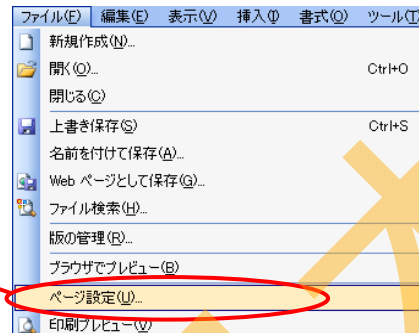 ファイル(F) 編集(E) 表示(V) 挿入(I) 書式(O) ツール(T
新規作成(N)...
開く(O)... Ctrl+O
閉じる(C)
上書き保存(S) Ctrl+S
名前を付けて保存(A)...
Web ページとして保存(G)...
ファイル検索(H)...
版の管理(R)...
ブラウザでプレビュー(B)
ページ設定(U)...
印刷プレビュー(V)